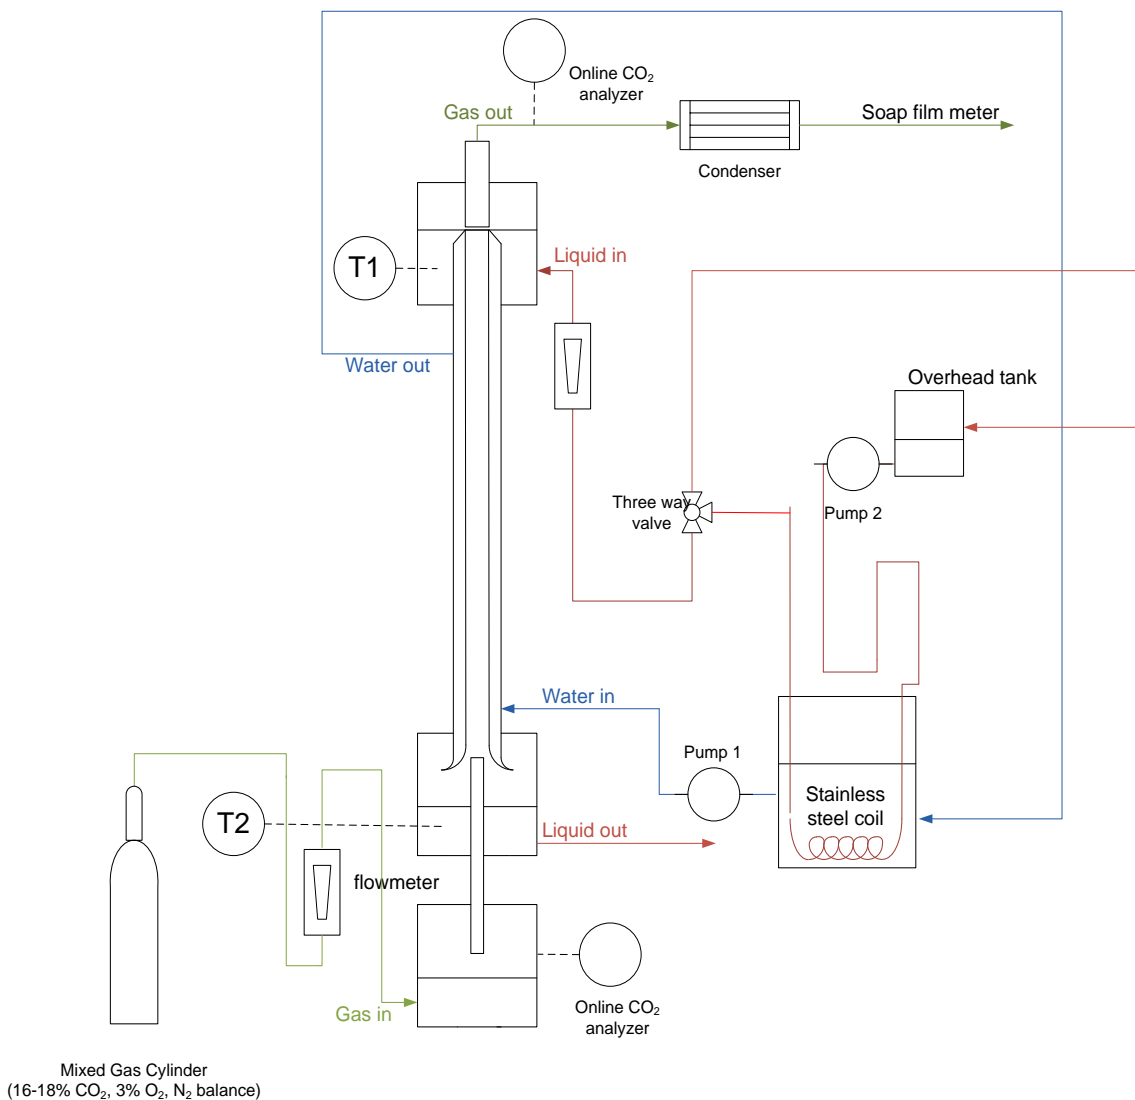 Online CO₂
analyzer
Gas out
Soap film meter
Condenser
T1
Liquid in
Water out
Overhead tank
Three way
valve
Pump 2
Water in
Pump 1
Stainless
steel coil
T2
Liquid out
flowmeter
Gas in
Online CO₂
analyzer
Mixed Gas Cylinder
(16-18% CO₂, 3% O₂, N₂ balance)